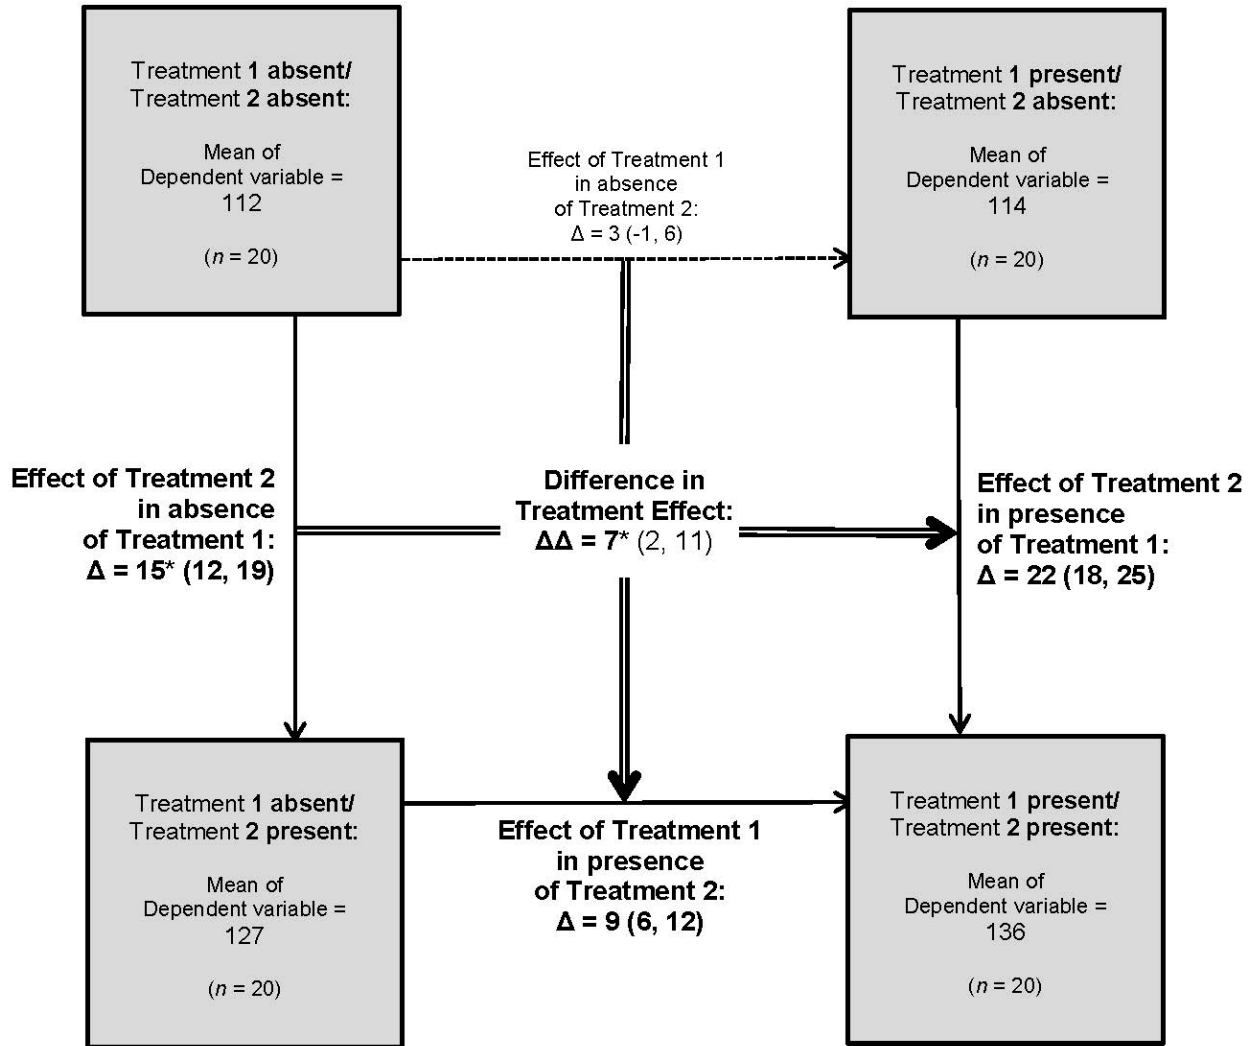 Treatment 1 absent/
Treatment 2 absent:
Mean of
Dependent variable =
112
(n = 20)
Effect of Treatment 1
in absence
of Treatment 2:
Δ = 3 (-1, 6)
Treatment 1 present/
Treatment 2 absent:
Mean of
Dependent variable =
114
(n = 20)
Effect of Treatment 2
in absence
of Treatment 1:
Δ = 15* (12, 19)
Difference in
Treatment Effect:
ΔΔ = 7* (2, 11)
Effect of Treatment 2
in presence
of Treatment 1:
Δ = 22 (18, 25)
Treatment 1 absent/
Treatment 2 present:
Mean of
Dependent variable =
127
(n = 20)
Effect of Treatment 1
in presence
of Treatment 2:
Δ = 9 (6, 12)
Treatment 1 present/
Treatment 2 present:
Mean of
Dependent variable =
136
(n = 20)